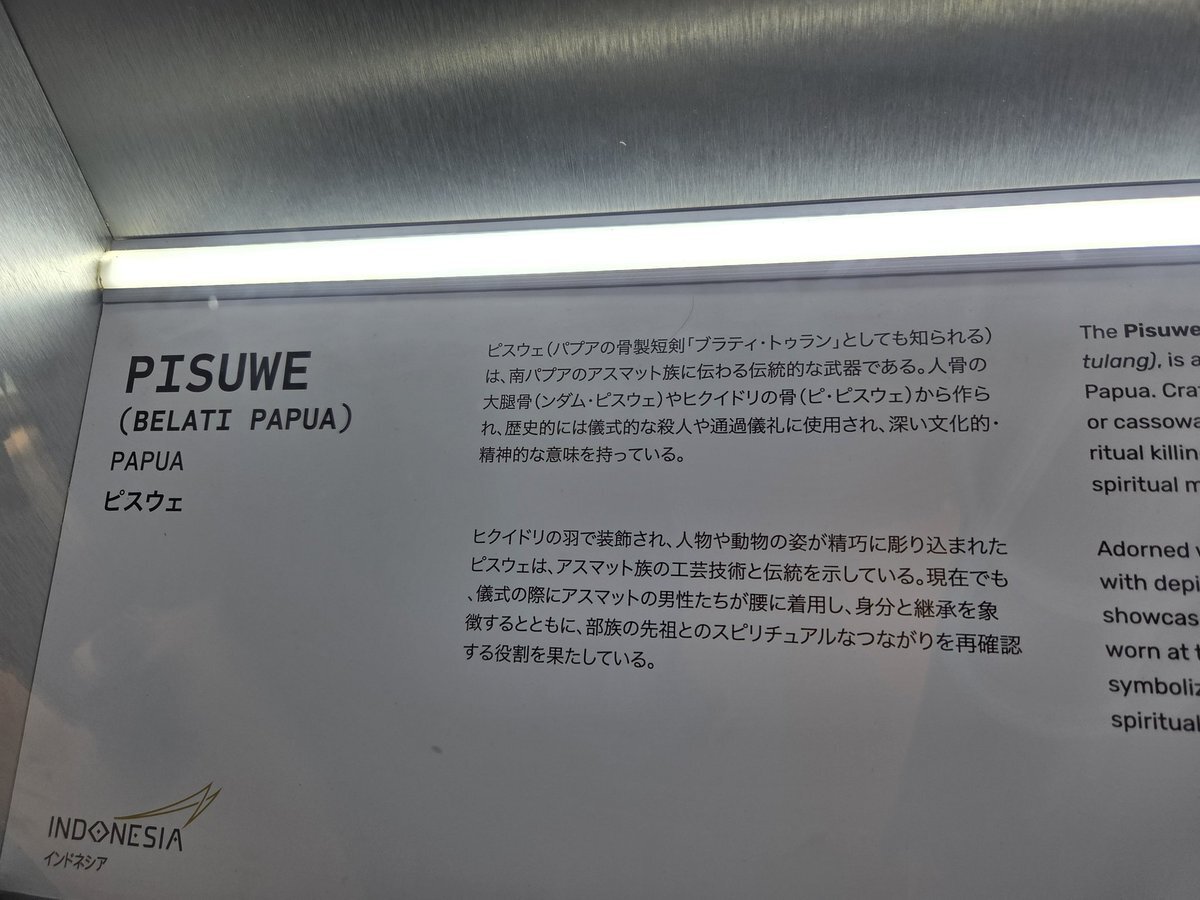 PISUWE
(BELATI PAPUA)
PAPUA
ピスウェ
ピスウェ(パプアの骨製短剣「ブラティ・トゥラン」としても知られる)
は、南パプアのアスマット族に伝わる伝統的な武器である。人骨の
大腿骨(ンダム・ピスウェ)やヒクイドリの骨(ピ・ピスウェ)から作ら
れ、歴史的には儀式的な殺人や通過儀礼に使用され、深い文化的・
精神的な意味を持っている。
ヒクイドリの羽で装飾され、人物や動物の姿が精巧に彫り込まれた
ピスウェは、アスマット族の工芸技術と伝統を示している。現在でも
、儀式の際にアスマットの男性たちが腰に着用し、身分と継承を象
徴するとともに、部族の先祖とのスピリチュアルなつながりを再確認
する役割を果たしている。
The Pisuwe
tulang), is a
Papua. Cra
or cassowa
ritual killin
spiritual m
Adorned
with depi
showcas
worn at t
symboliz
spiritual
INDONESIA
インドネシア